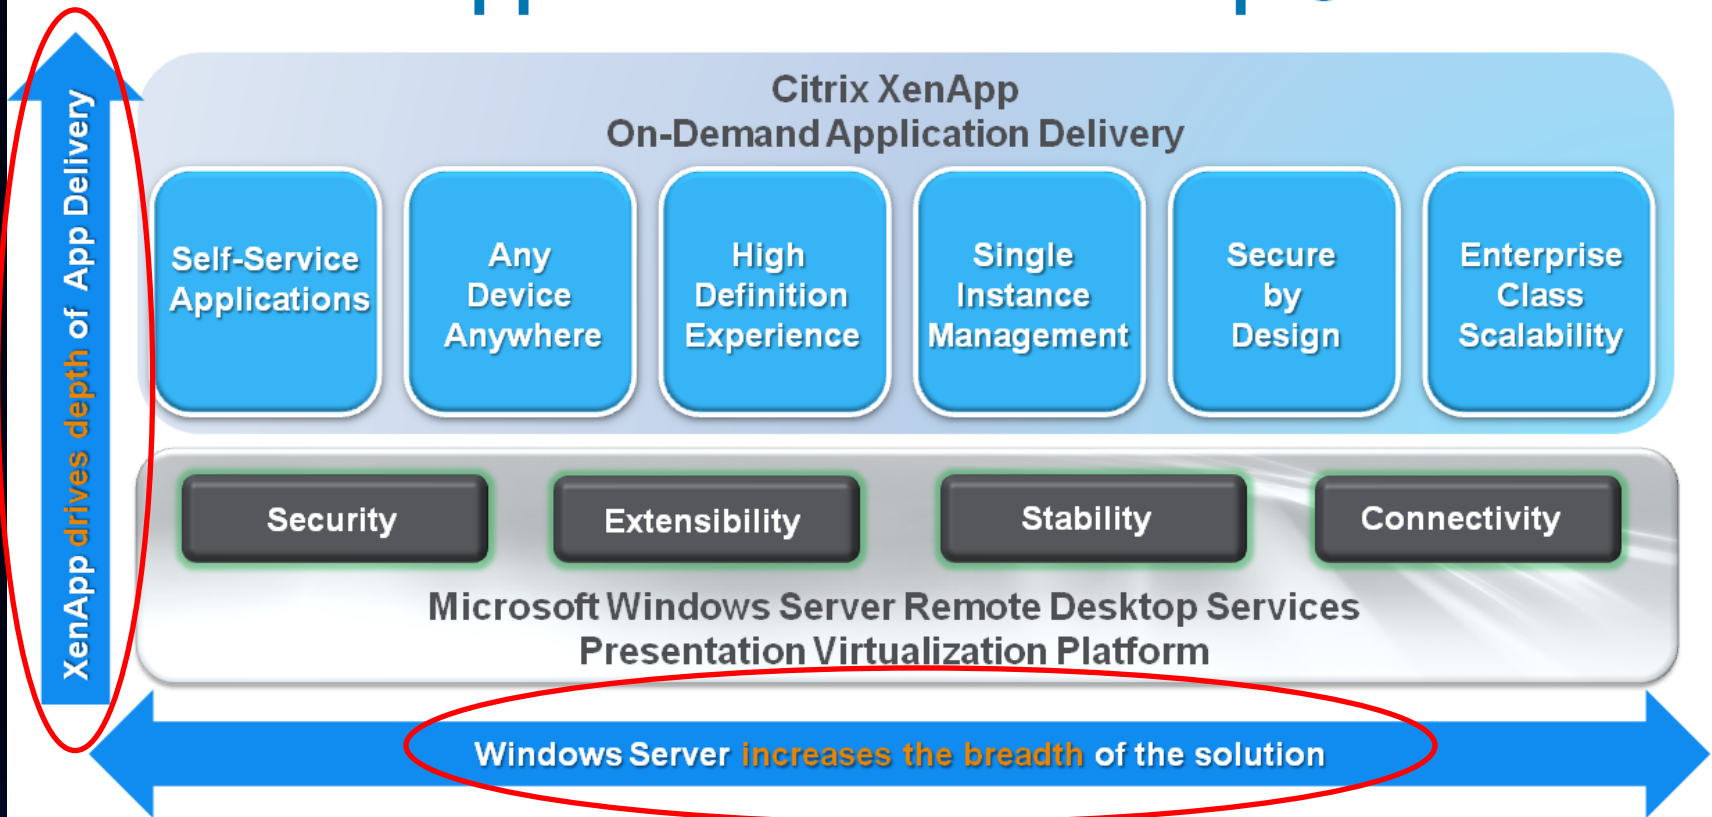 Citrix XenApp
On-Demand Application Delivery
Self-Service
Applications
Any
Device
Anywhere
High
Definition
Experience
Single
Instance
Management
Secure
by
Design
Enterprise
Class
Scalability
Security
Extensibility
Stability
Connectivity
Microsoft Windows Server Remote Desktop Services
Presentation Virtualization Platform
XenApp drives depth of App Delivery
Windows Server increases the breadth of the solution